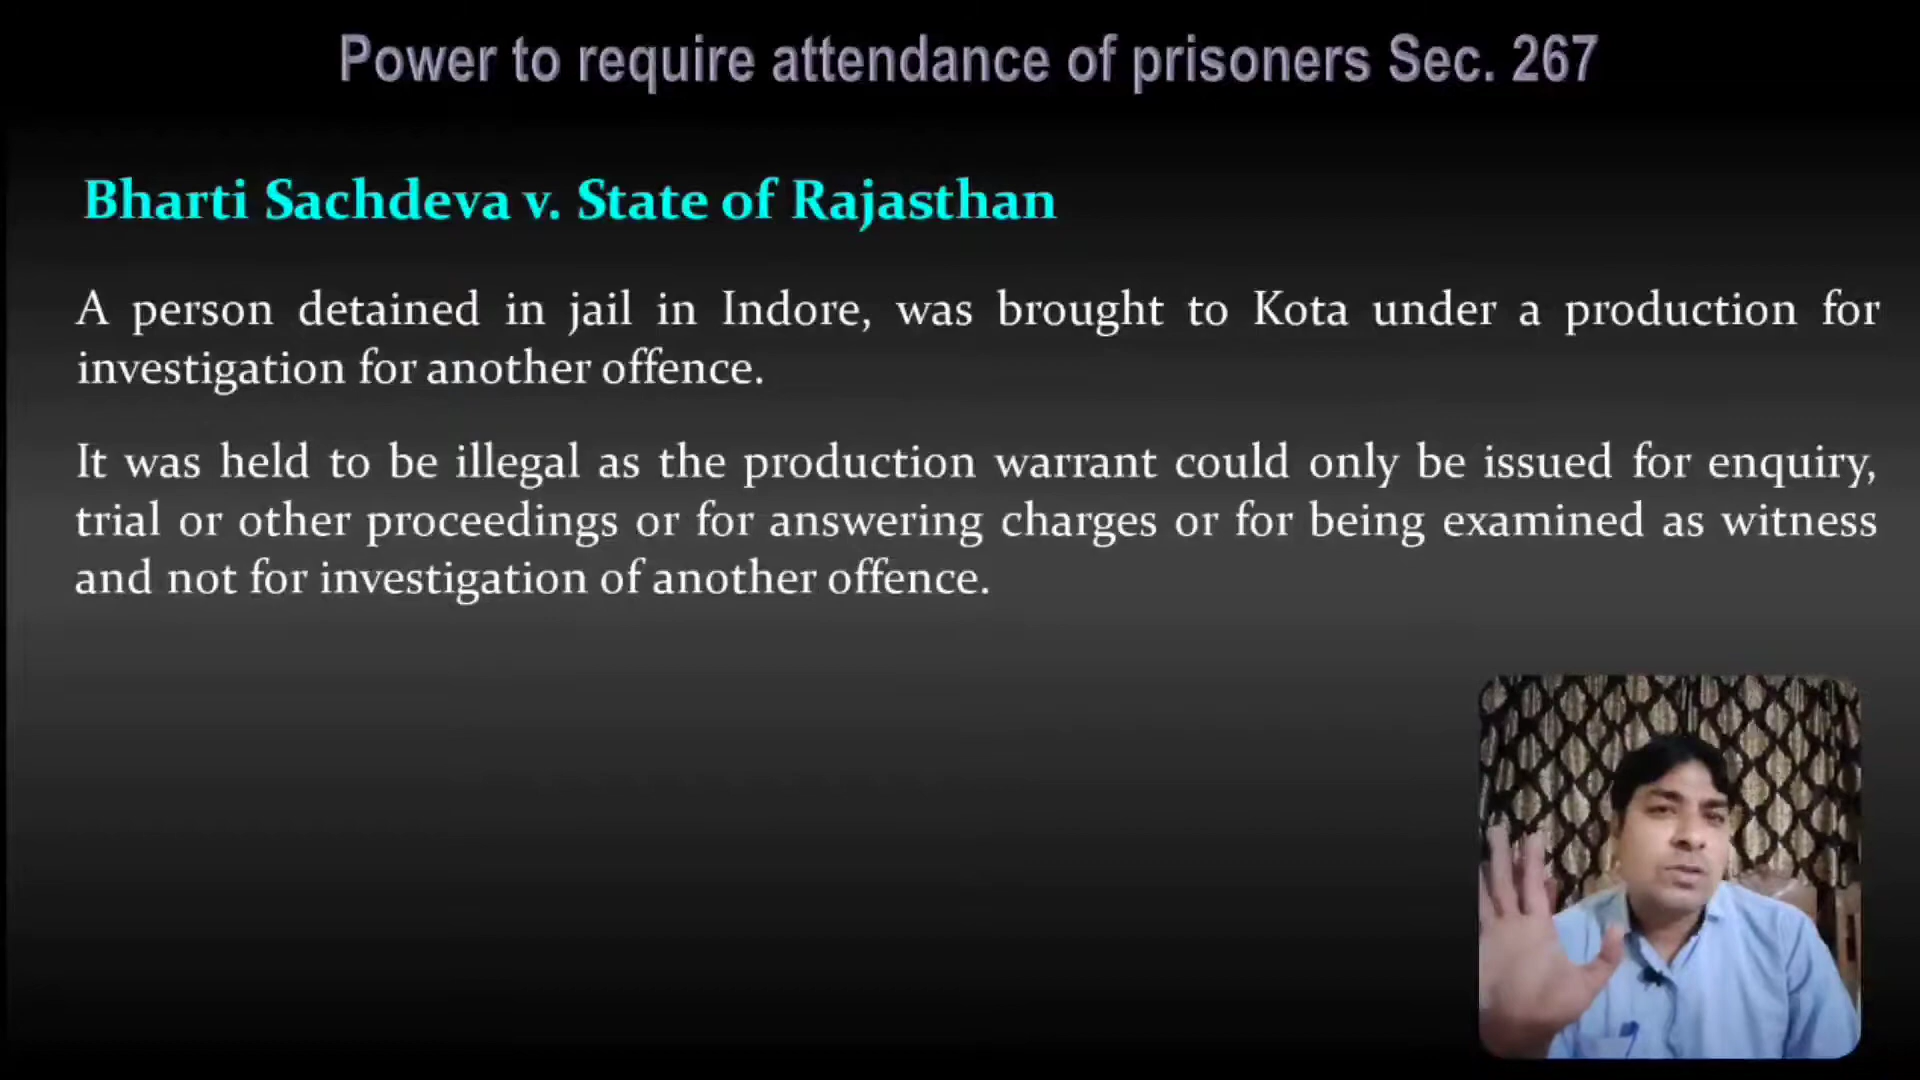 Power to require attendance of prisoners Sec. 267
Bharti Sachdeva v. State of Rajasthan
A person detained in jail in Indore, was brought to Kota under a production for
investigation for another offence.
It was held to be illegal as the production warrant could only be issued for enquiry,
trial or other proceedings or for answering charges or for being examined as witness
and not for investigation of another offence.